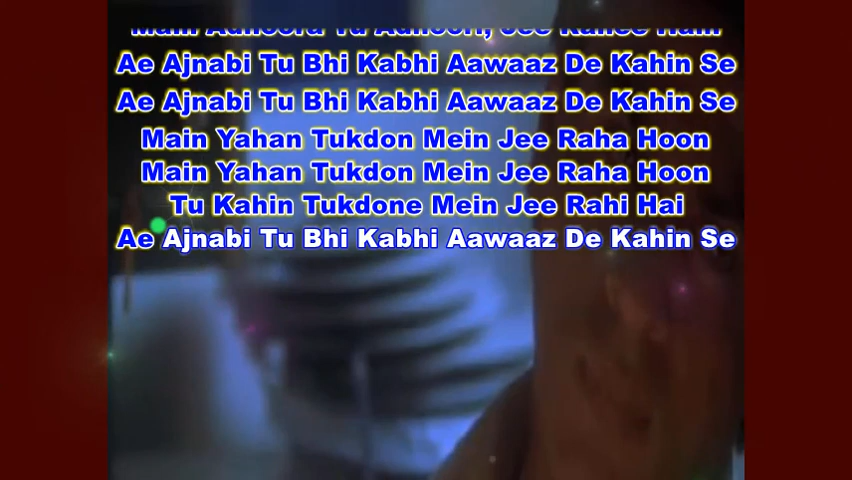 Ae Ajnabi Tu Bhi Kabhi Aawaaz De Kahin Se
Ae Ajnabi Tu Bhi Kabhi Aawaaz De Kahin Se
Main Yahan Tukdon Mein Jee Raha Hoon
Main Yahan Tukdon Mein Jee Raha Hoon
Tu Kahin Tukdone Mein Jee Rahi Hai
Ae Ajnabi Tu Bhi Kabhi Aawaaz De Kahin Se